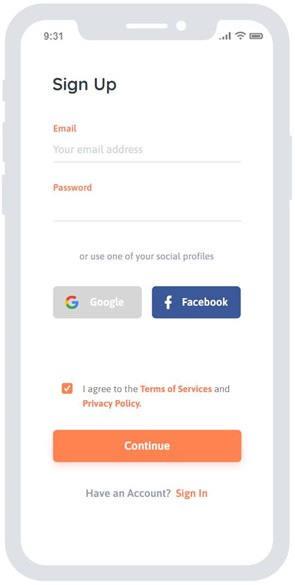 9:31
Sign Up
Email
Your email address
Password
or use one of your social profiles
Google Facebook
I agree to the Terms of Services and
Privacy Policy.
Continue
Have an Account? Sign In